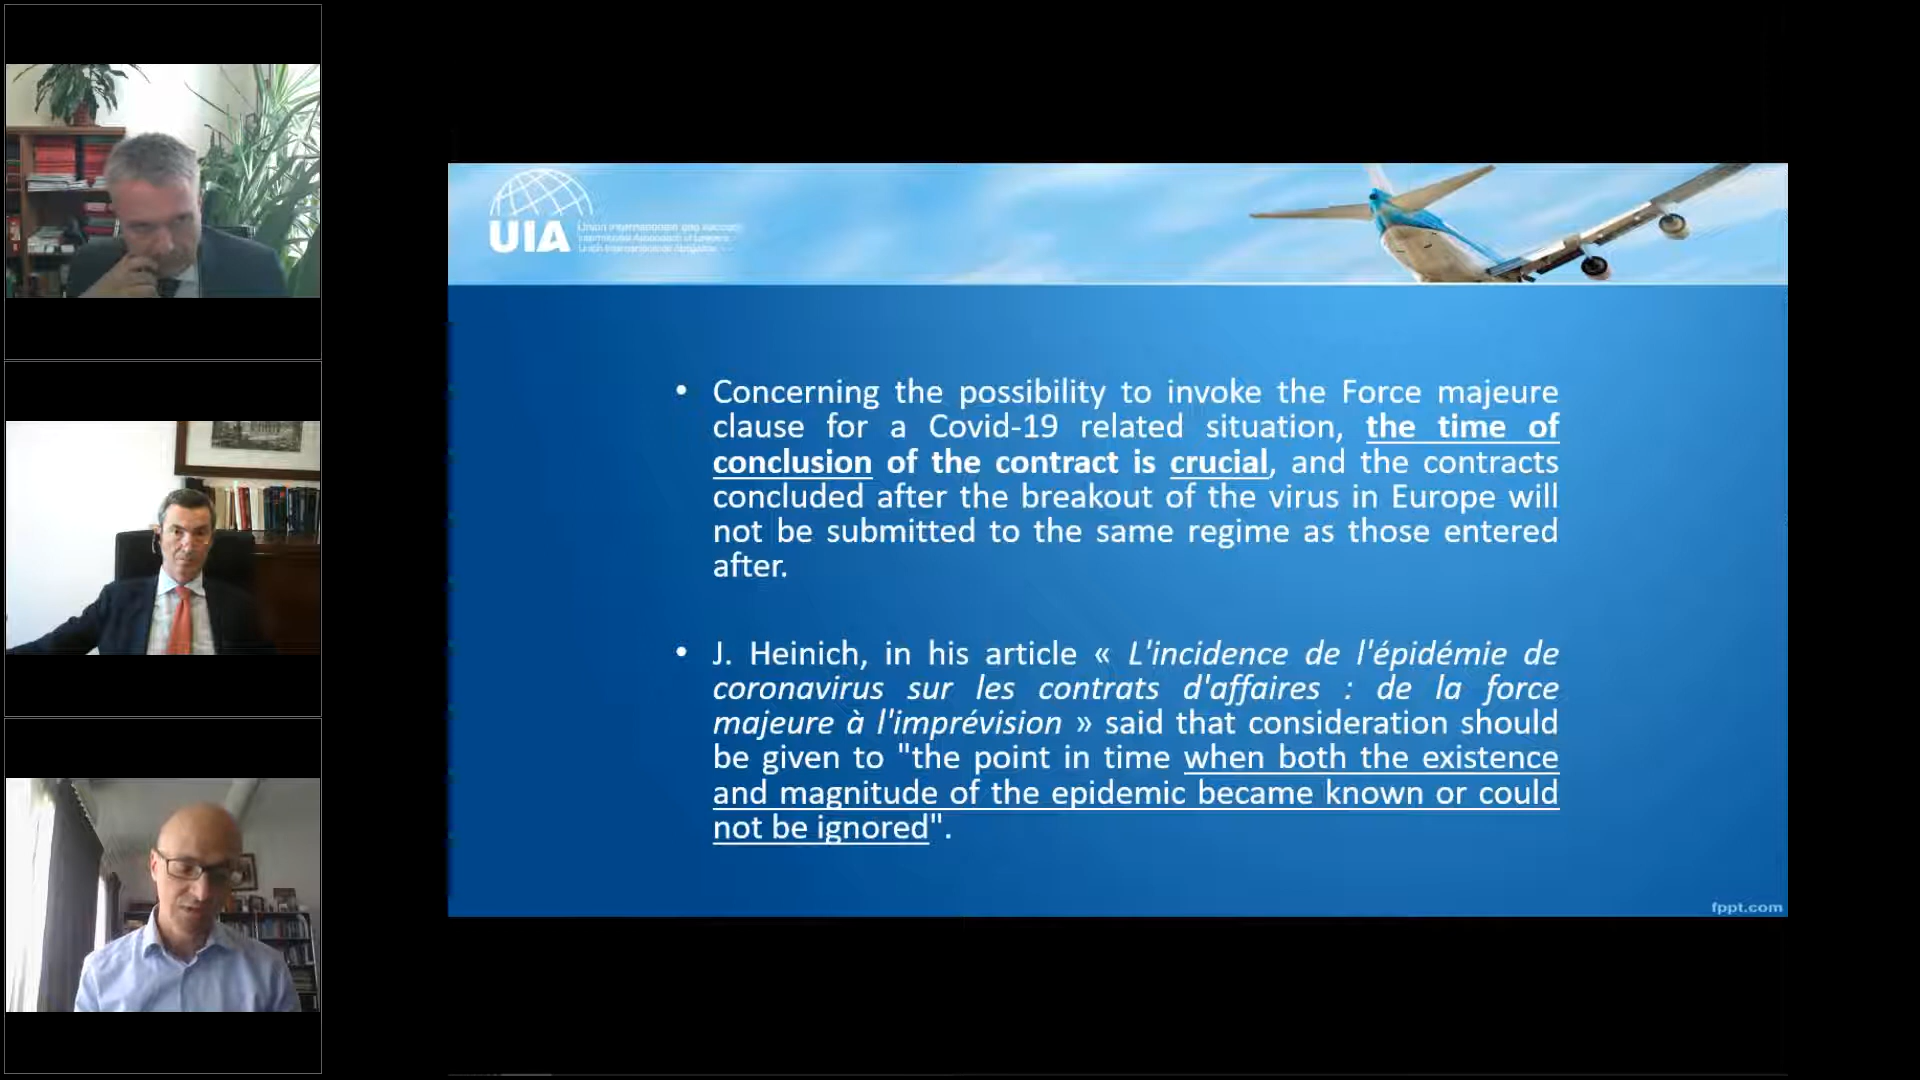 UIA
Concerning the possibility to invoke the Force majeure
clause for a Covid-19 related situation, the time of
conclusion of the contract is crucial, and the contracts
concluded after the breakout of the virus in Europe will
not be submitted to the same regime as those entered
after.
J. Heinich, in his article « L'incidence de l'épidémie de
coronavirus sur les contrats d'affaires : de la force
majeure à l'imprévision » said that consideration should
be given to "the point in time when both the existence
and magnitude of the epidemic became known or could
not be ignored".
fppt.com